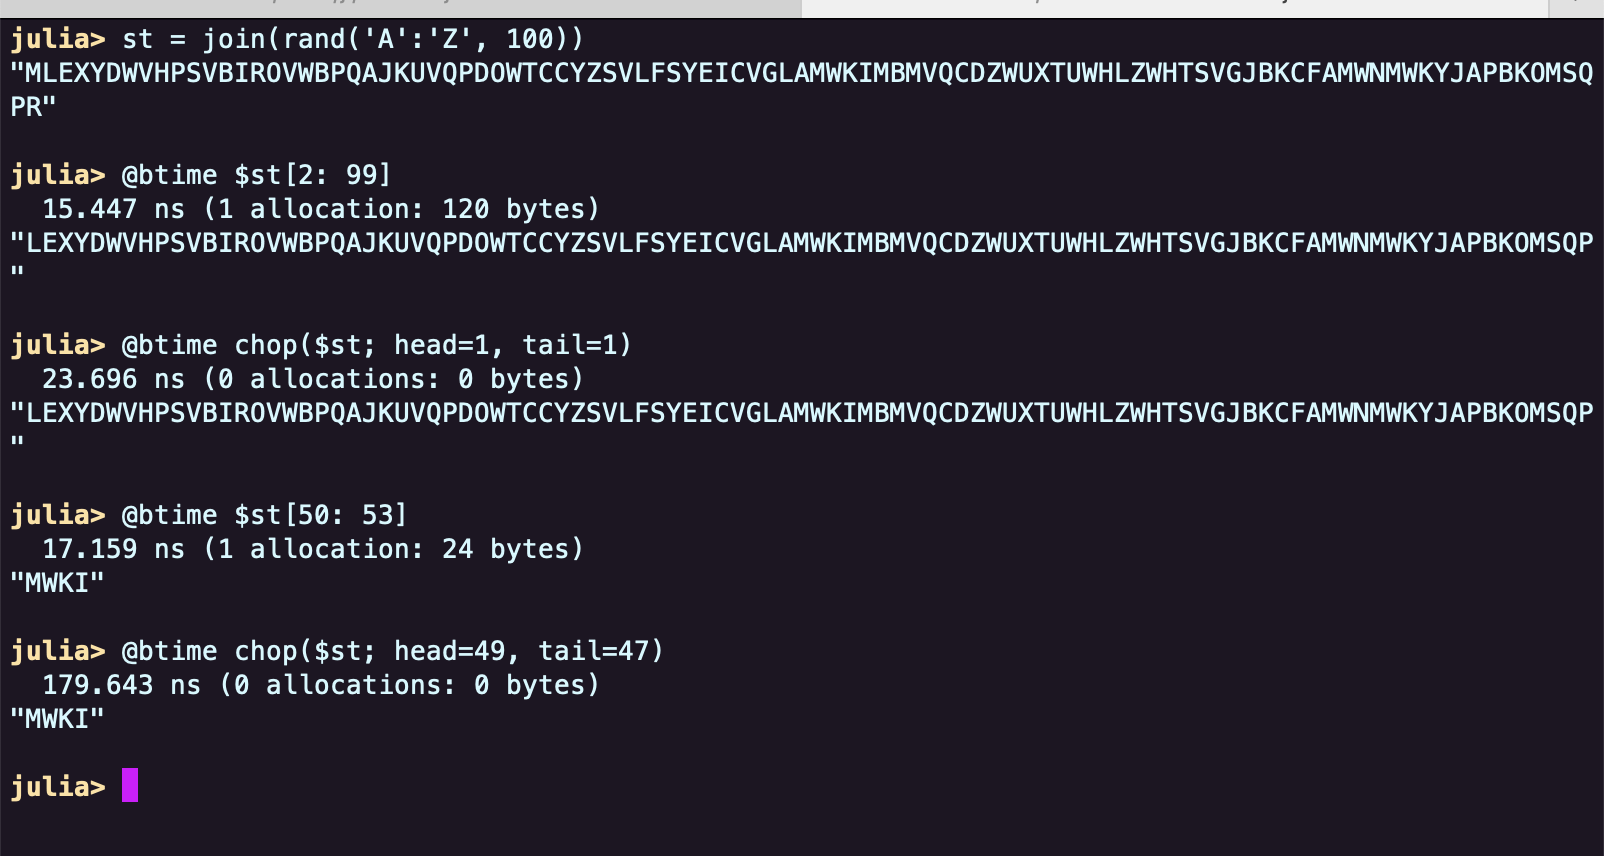 julia> st = join(rand('A':'Z', 100))
"MLEXYDWVHPSVBIROVWBPQAJKUVQPDOWTCCYZSVLFSYEICVGLAMWKIMBMVQCDZWUXTUWHLZWHTSVGJBKCFAMWNMWKYJAPBKOMSQ
PR"
julia> @btime $st[2: 99]
  15.447 ns (1 allocation: 120 bytes)
"LEXYDWVHPSVBIROVWBPQAJKUVQPDOWTCCYZSVLFSYEICVGLAMWKIMBMVQCDZWUXTUWHLZWHTSVGJBKCFAMWNMWKYJAPBKOMSQP
"
julia> @btime chop($st; head=1, tail=1)
  23.696 ns (0 allocations: 0 bytes)
"LEXYDWVHPSVBIROVWBPQAJKUVQPDOWTCCYZSVLFSYEICVGLAMWKIMBMVQCDZWUXTUWHLZWHTSVGJBKCFAMWNMWKYJAPBKOMSQP
"
julia> @btime $st[50: 53]
  17.159 ns (1 allocation: 24 bytes)
"MWKI"
julia> @btime chop($st; head=49, tail=47)
  179.643 ns (0 allocations: 0 bytes)
"MWKI"
julia>